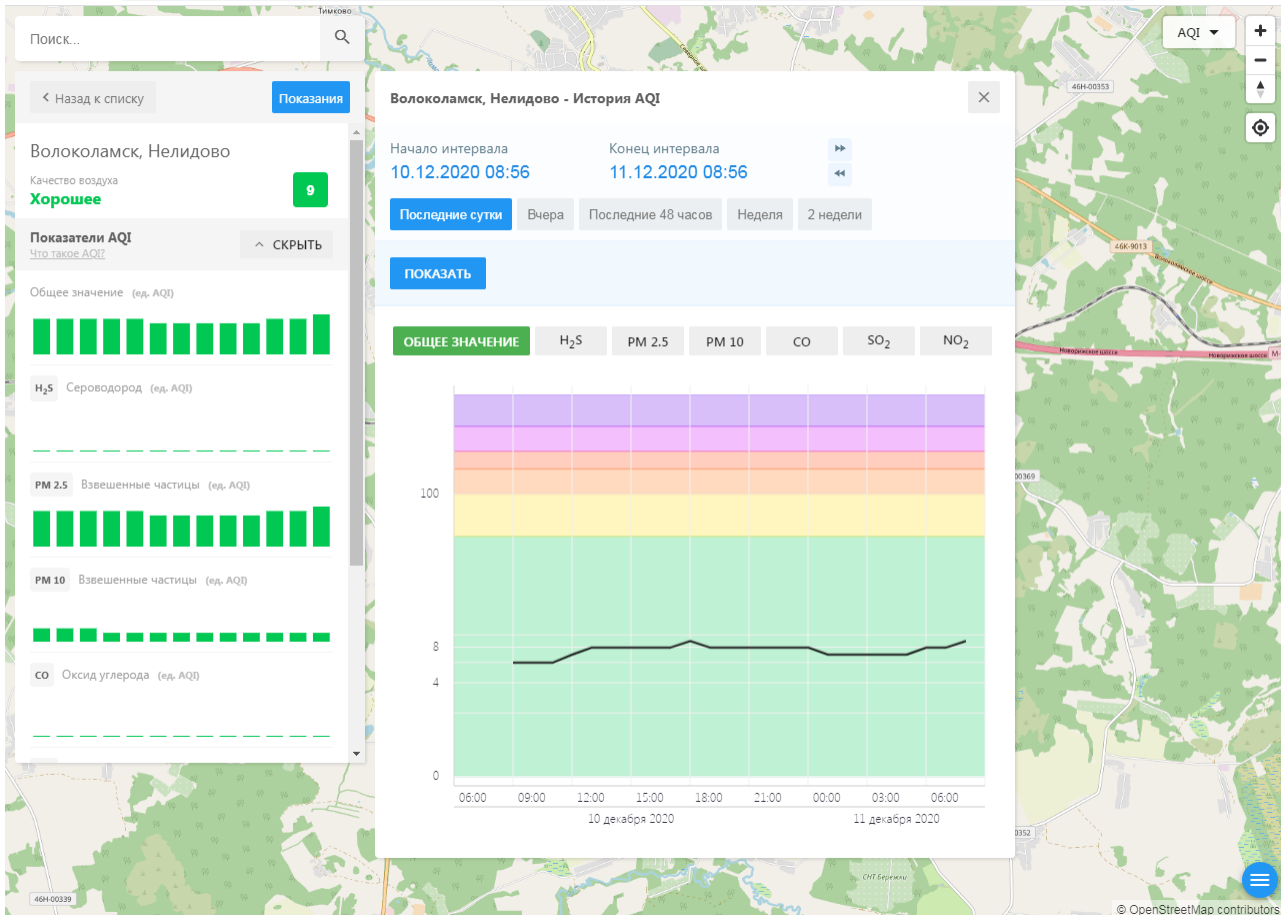 Тимково
Поиск...
AQI
46Н-00353
Назад к списку
Показания
Волоколамск, Нелидово - История AQI
Волоколамск, Нелидово
Качество воздуха
Хорошее
9
Начало интервала
Конец интервала
10.12.2020 08:56
11.12.2020 08:56
Последние сутки
Вчера
Последние 48 часов
Неделя
2 недели
Показатели AQI
Что такое AQI?
СКРЫТЬ
ПОКАЗАТЬ
46К-9013
Волоколамское шоссе
Общее значение (ед. AQI)
ОБЩЕЕ ЗНАЧЕНИЕ
H2S
PM 2.5
PM 10
CO
SO2
NO2
Новорижское шоссе
Новорижское шоссе
М-
H2S Сероводород (ед. AQI)
PM 2.5 Взвешенные частицы (ед. AQI)
PM 10 Взвешенные частицы (ед. AQI)
CO Оксид углерода (ед. AQI)
100
8
4
0
06:00
09:00
12:00
15:00
18:00
21:00
00:00
03:00
06:00
10 декабря 2020
11 декабря 2020
00369
00352
СНТ Бережки
46Н-00339
© OpenStreetMap contributors